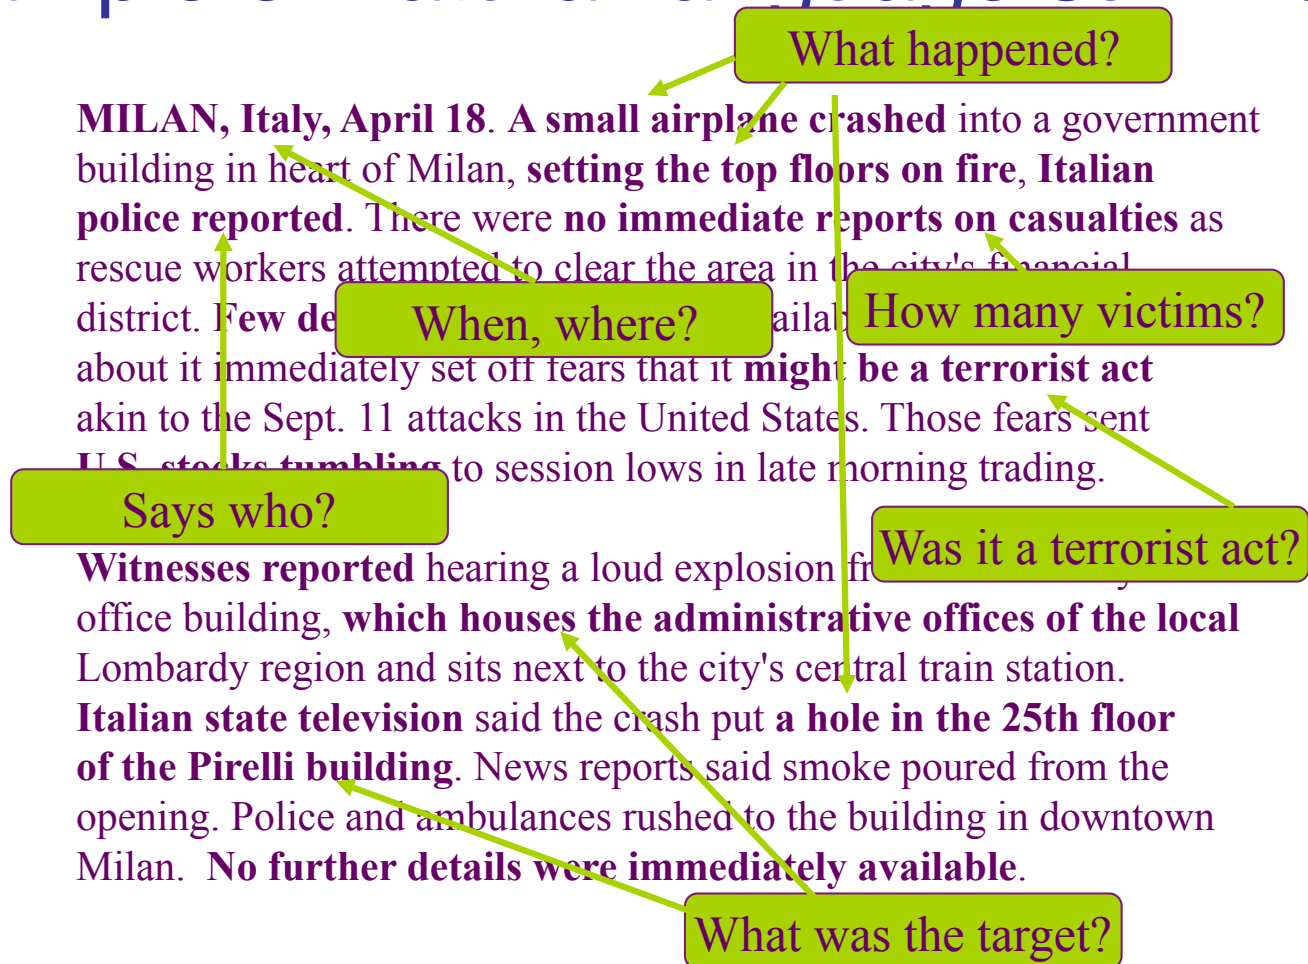 What happened?
MILAN, Italy, April 18. A small airplane crashed into a government
building in heart of Milan, setting the top floors on fire, Italian
police reported. There were no immediate reports on casualties as
rescue workers attempted to clear the area in the city's financial
district. Few
When, where?
How many victims?
about it immediately set off fears that it might be a terrorist act
akin to the Sept. 11 attacks in the United States. Those fears sent
U.S. stocks tumbling to session lows in late morning trading.
Says who?
Was it a terrorist act?
Witnesses reported hearing a loud explosion
office building, which houses the administrative offices of the local
Lombardy region and sits next to the city's central train station.
Italian state television said the crash put a hole in the 25th floor
of the Pirelli building. News reports said smoke poured from the
opening. Police and ambulances rushed to the building in downtown
Milan. No further details were immediately available.
What was the target?